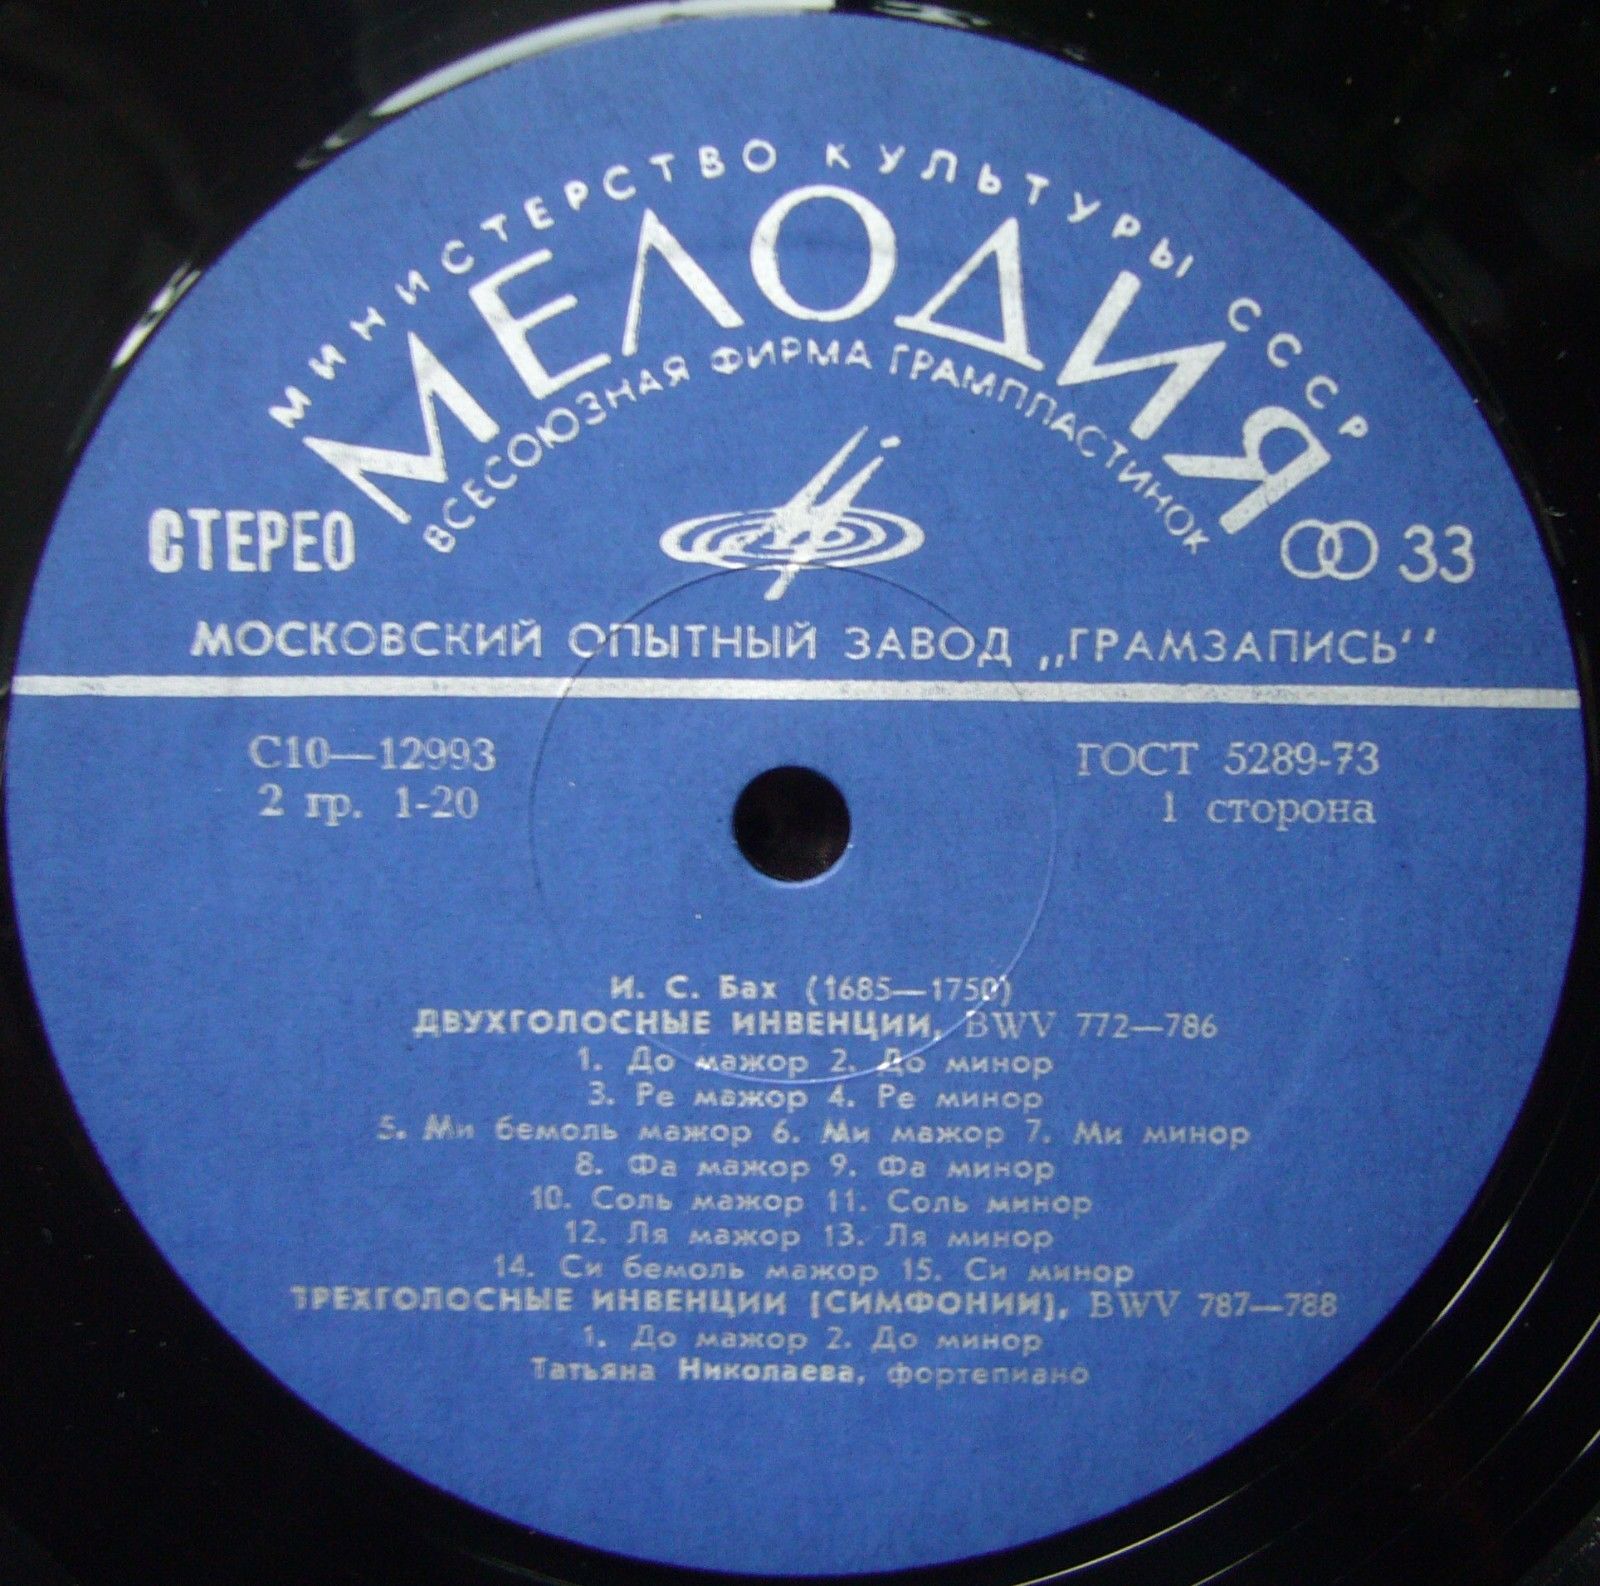 МИНИСТЕРСТВО КУЛЬТУРЫ СССР
МЕЛОДИЯ
ВСЕСОЮЗНАЯ ФИРМА ГРАМПЛАСТИНОК
СТЕРЕО
33
МОСКОВСКИЙ ОПЫТНЫЙ ЗАВОД „ГРАМЗАПИСЬ“
С10—12993
ГОСТ 5289-73
2 гр. 1-20
1 сторона
И. С. Бах (1685—1750)
ДВУХГОЛОСНЫЕ ИНВЕНЦИИ, BWV 772—786
1. До мажор 2. До минор
3. Ре мажор 4. Ре минор
5. Ми бемоль мажор 6. Ми мажор 7. Ми минор
8. Фа мажор 9. Фа минор
10. Соль мажор 11. Соль минор
12. Ля мажор 13. Ля минор
14. Си бемоль мажор 15. Си минор
ТРЕХГОЛОСНЫЕ ИНВЕНЦИИ [СИМФОНИИ], BWV 787—788
1. До мажор 2. До минор
Татьяна Николаева, фортепиано